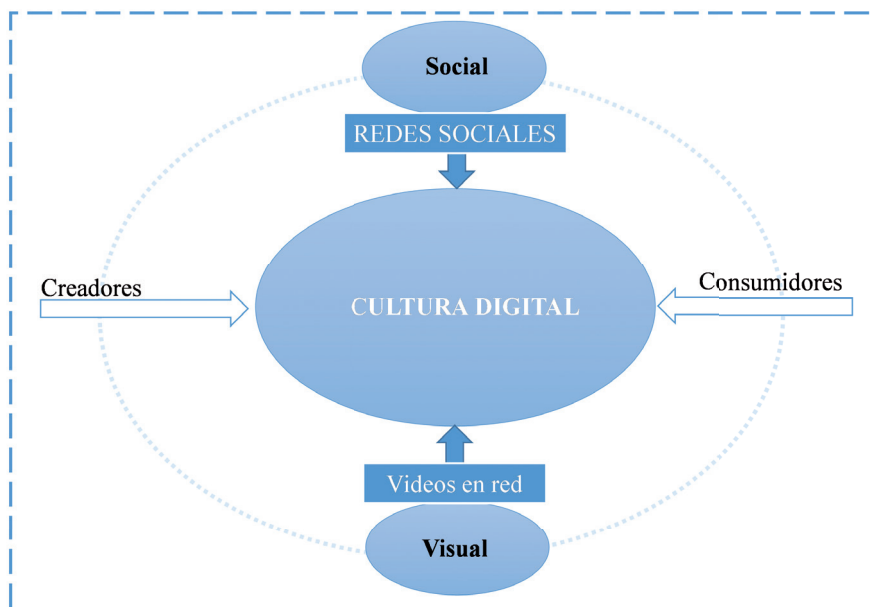 Social
REDES SOCIALES
Creadores
Consumidores
CULTURA DIGITAL
Videos en red
Visual